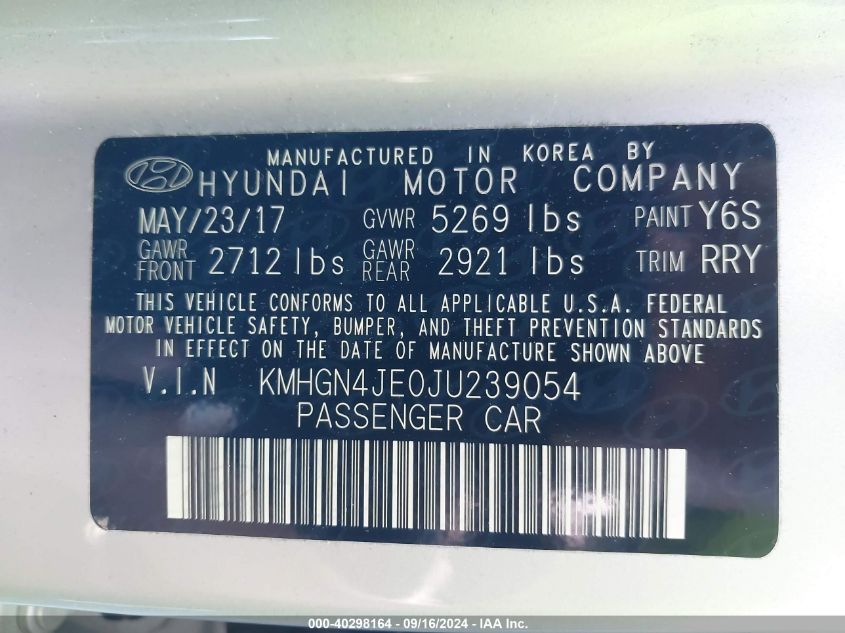 MANUFACTURED IN KOREA BY
HYUNDAI MOTOR COMPANY
MAY/23/17 GVWR 5269 lbs PAINT Y6S
GAWR FRONT 2712 lbs GAWR REAR 2921 lbs TRIM RRY
THIS VEHICLE CONFORMS TO ALL APPLICABLE U.S.A. FEDERAL
MOTOR VEHICLE SAFETY, BUMPER, AND THEFT PREVENTION STANDARDS
IN EFFECT ON THE DATE OF MANUFACTURE SHOWN ABOVE
V.I.N KMHGN4JE0JU239054
PASSENGER CAR
000-40298164 - 09/16/2024 - IAA Inc.